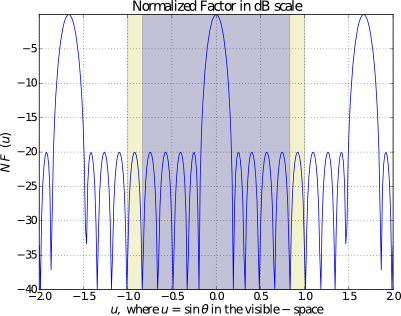 Normalized Factor in dB scale
−5
−10
−15
−20
−25
−30
−35
−40
NF (u)
−2.0 −1.5 −1.0 −0.5 0.0 0.5 1.0 1.5 2.0
u, where u = sin θ in the visible − space